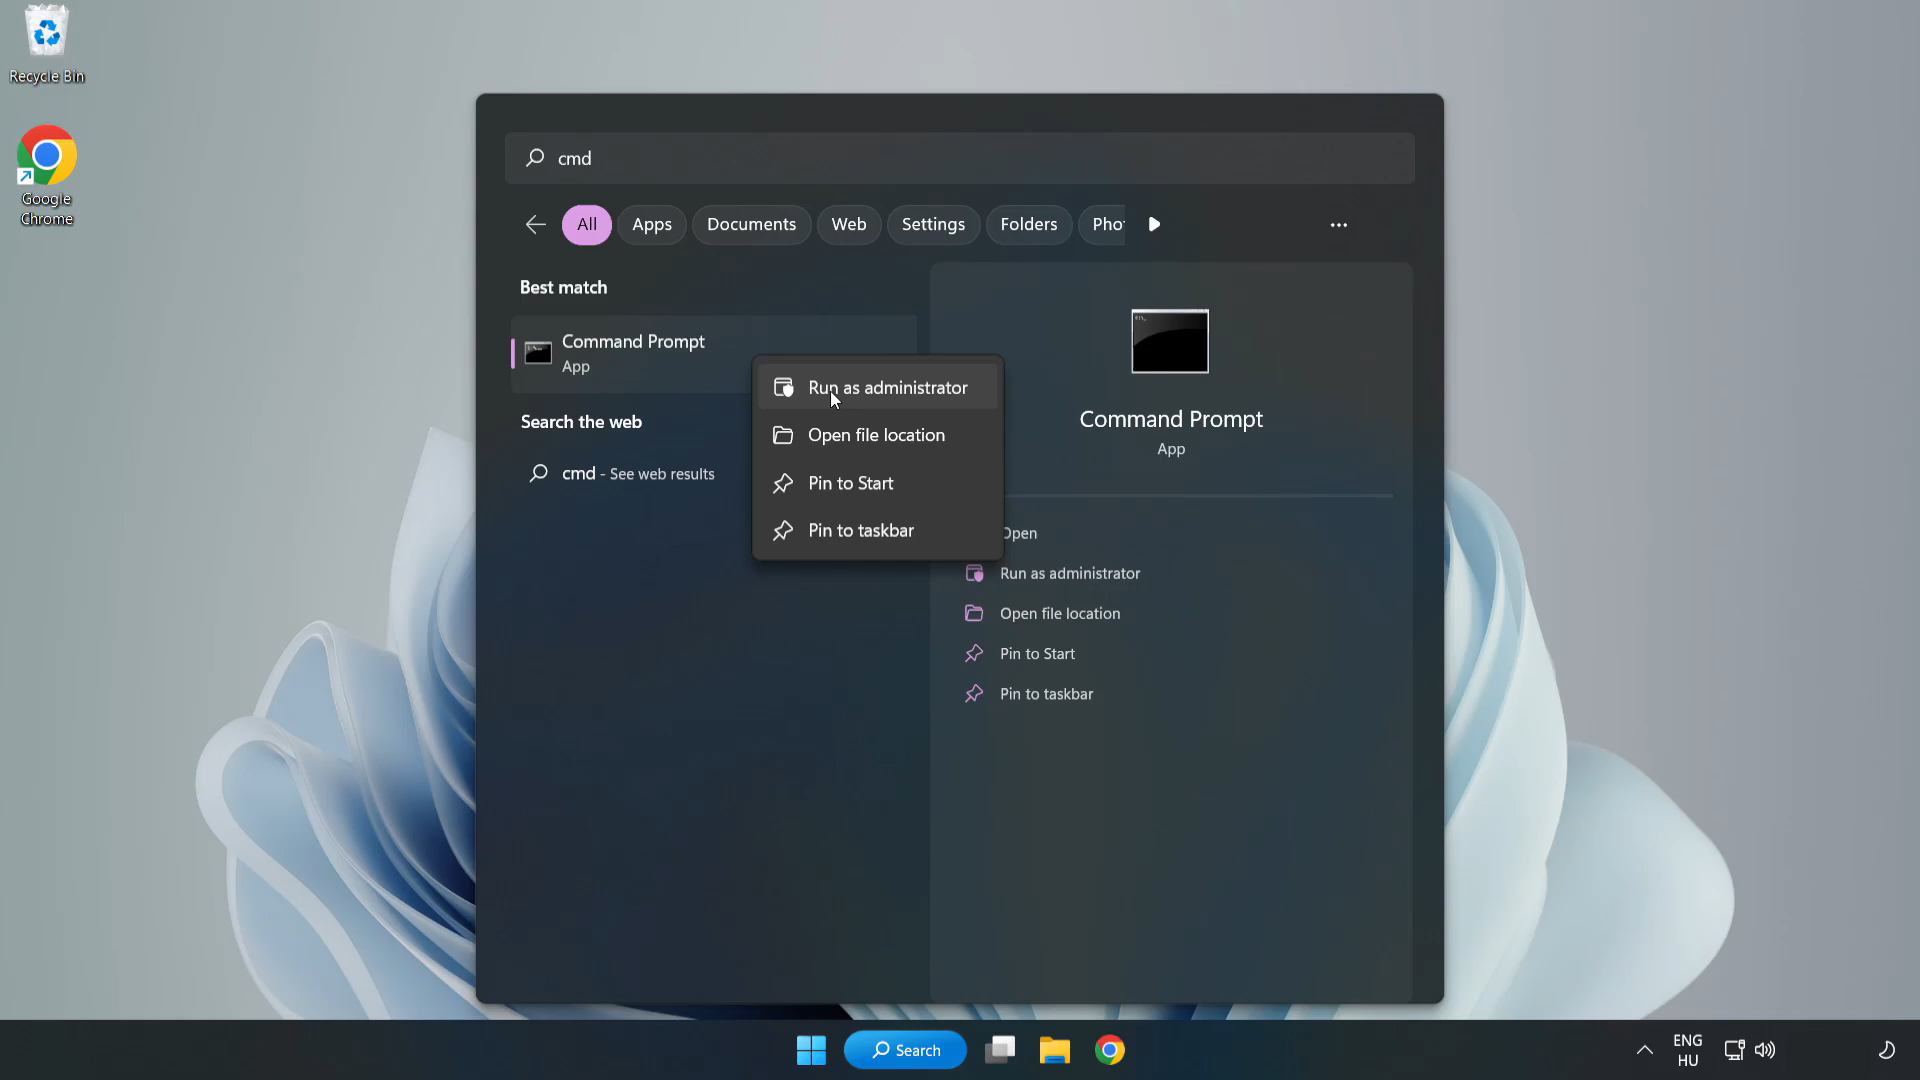 Recycle Bin
Google
Chrome
cmd
All
Apps
Documents
Web
Settings
Folders
Best match
Command Prompt
App
Search the web
cmd - See web results
Run as administrator
Open file location
Pin to Start
Pin to taskbar
Command Prompt
App
Open
Run as administrator
Open file location
Pin to Start
Pin to taskbar
Search
ENG
HU